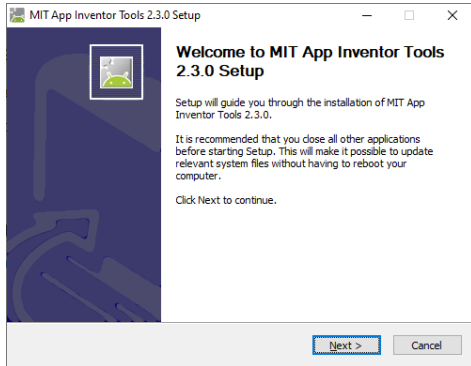 MIT App Inventor Tools 2.3.0 Setup
Welcome to MIT App Inventor Tools
2.3.0 Setup
Setup will guide you through the installation of MIT App
Inventor Tools 2.3.0.
It is recommended that you close all other applications
before starting Setup. This will make it possible to update
relevant system files without having to reboot your
computer.
Click Next to continue.
Next >
Cancel